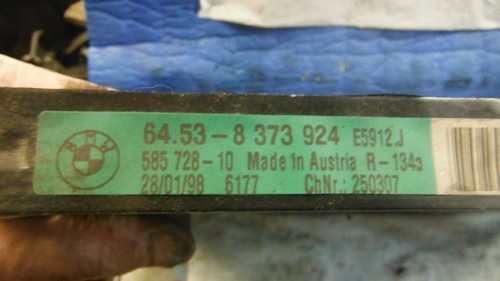 BMW
64.53-8 373 924 E5912.J
585 728-10 Made in Austria R-134a
28/01/98 6177 ChNr.: 250307